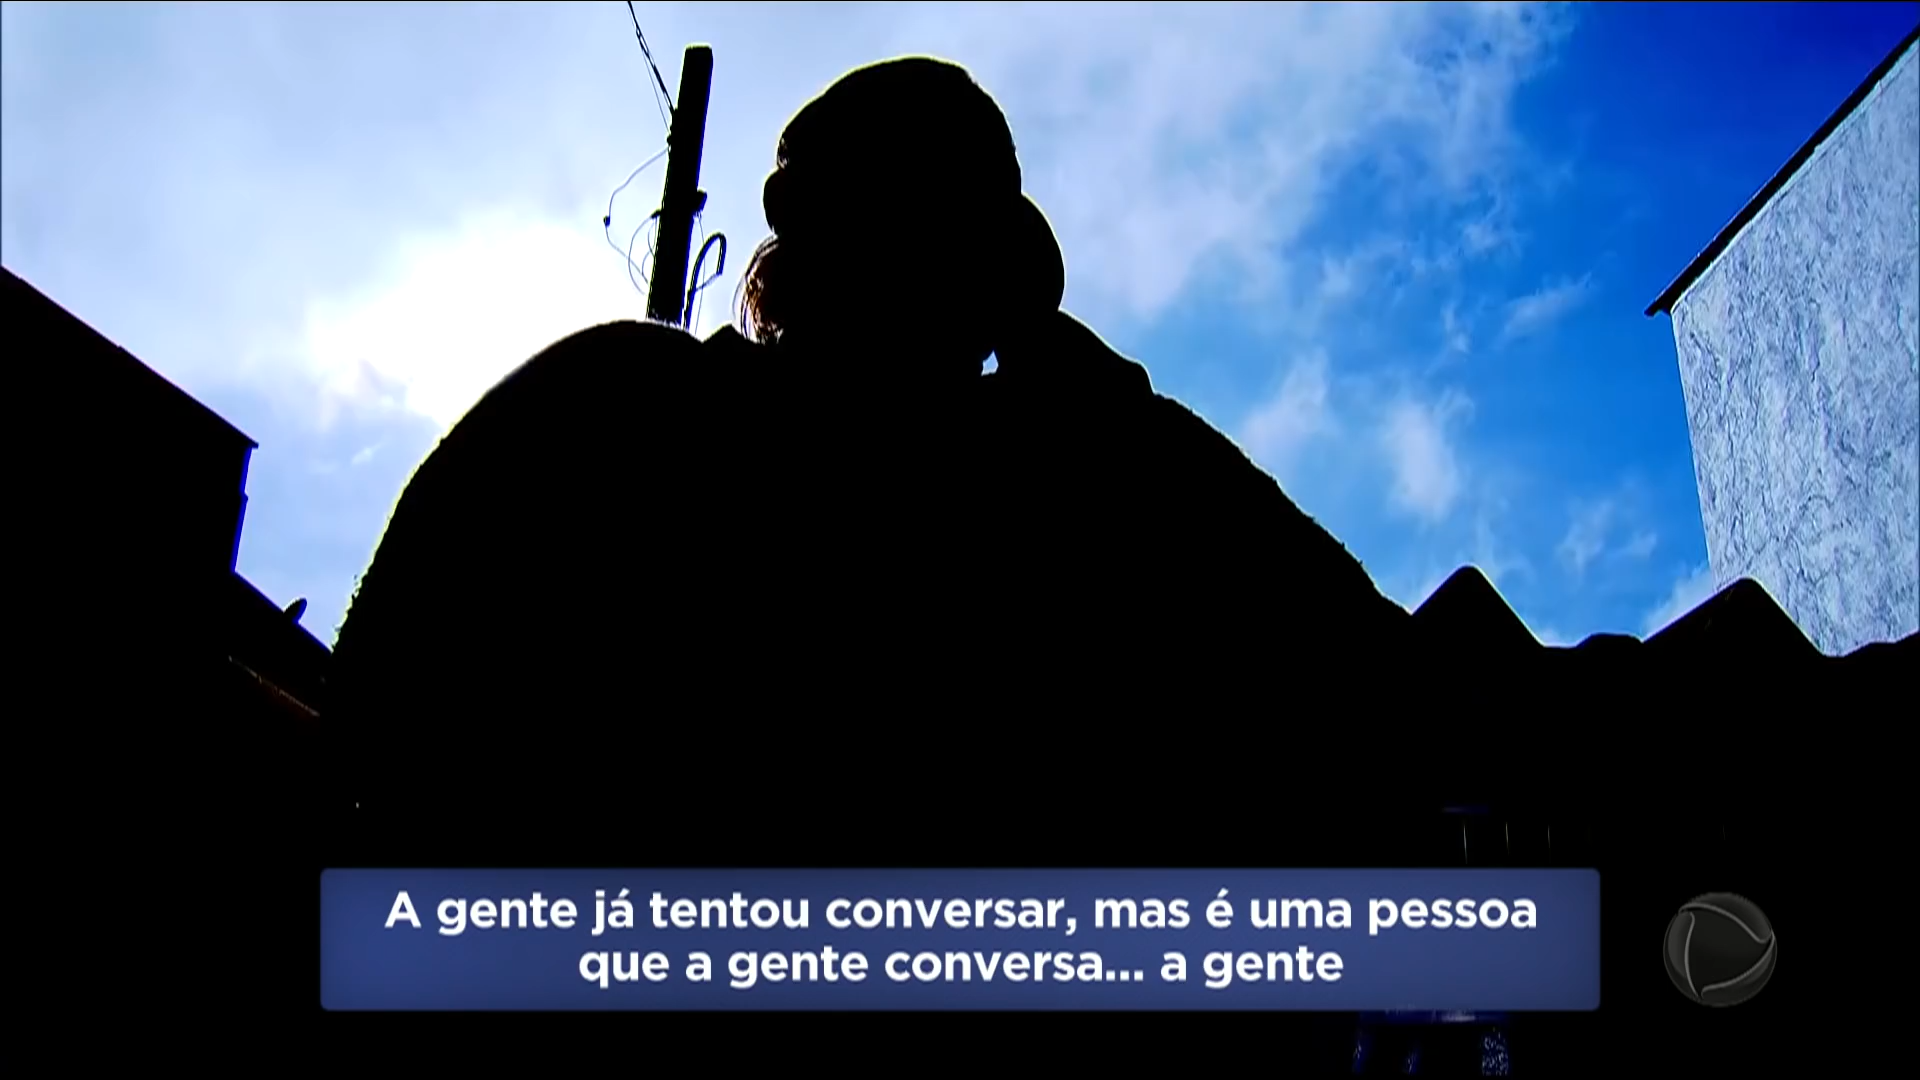 A gente já tentou conversar, mas é uma pessoa
que a gente conversa... a gente